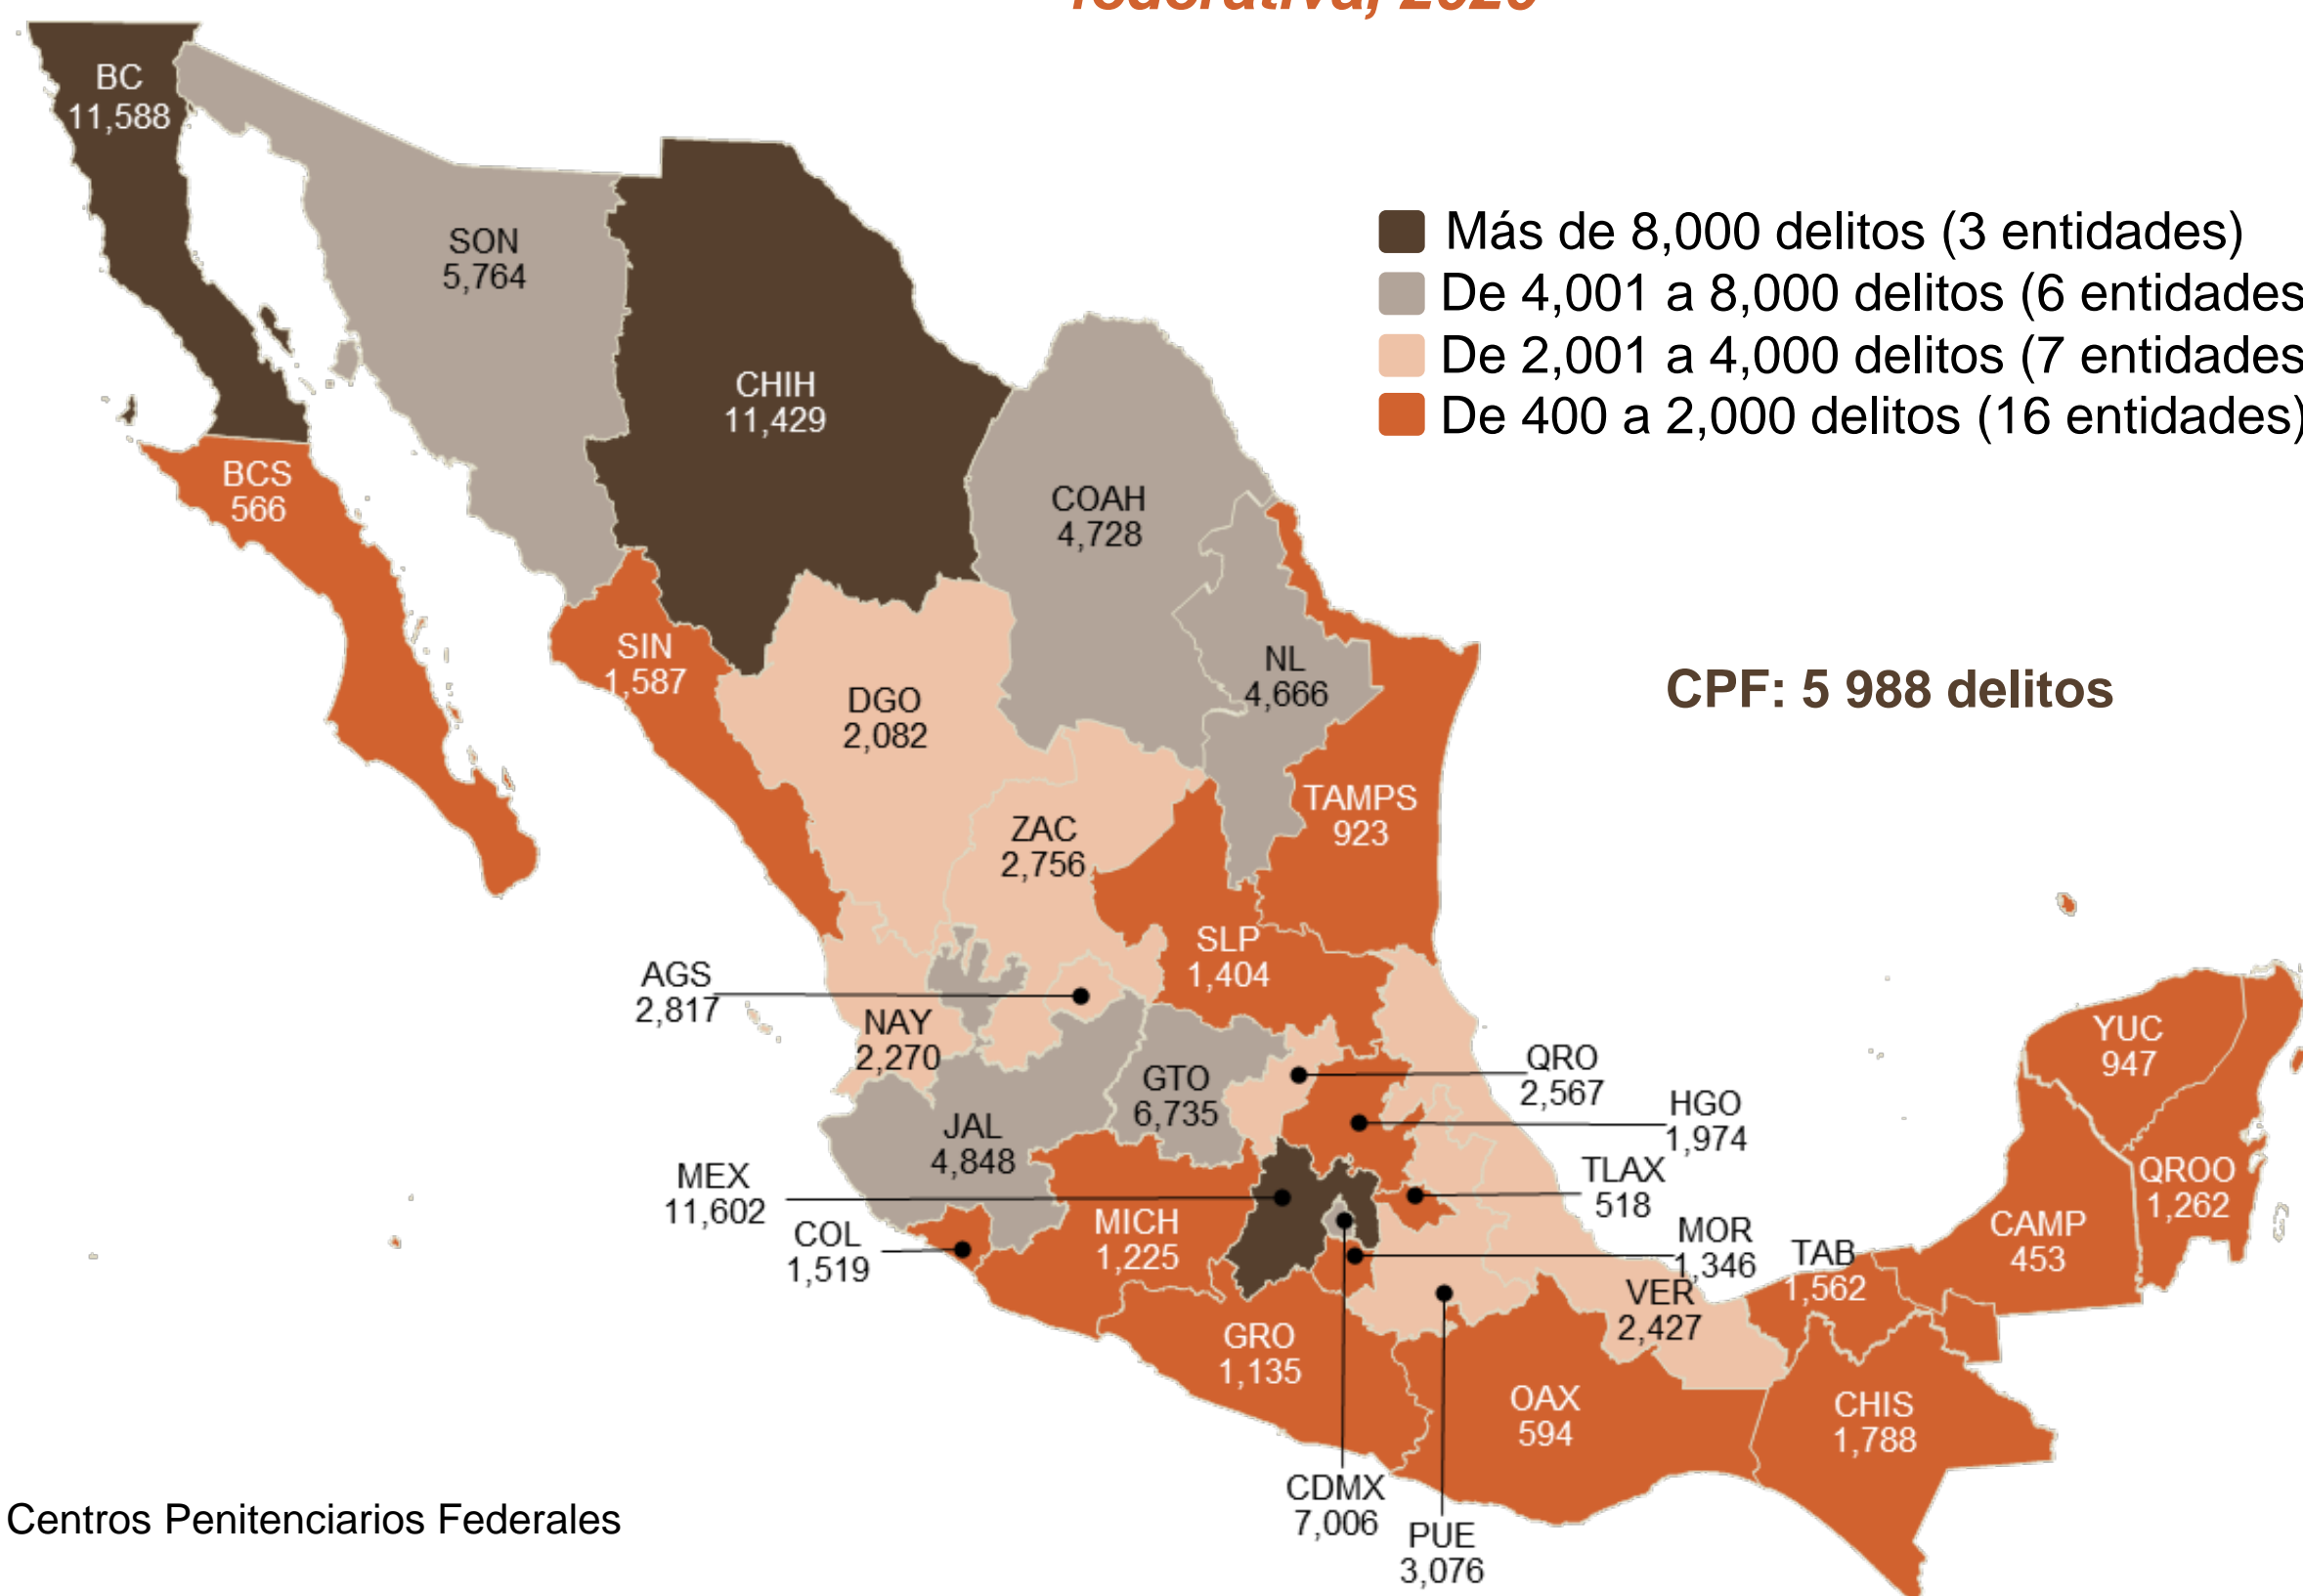 federativa, 2020
BC
11,588
SON
5,764
Más de 8,000 delitos (3 entidades)
De 4,001 a 8,000 delitos (6 entidades
De 2,001 a 4,000 delitos (7 entidades
De 400 a 2,000 delitos (16 entidades)
CHIH
11,429
BCS
566
COAH
4,728
SIN
1,587
NL
4,666
CPF: 5 988 delitos
DGO
2,082
TAMPS
923
ZAC
2,756
SLP
1,404
AGS
2,817
NAY
2,270
YUC
947
QRO
2,567
GTO
6,735
HGO
1,974
JAL
4,848
MEX
11,602
TLAX
518
QROO
1,262
COL
1,519
MICH
1,225
MOR
1,346
CAMP
453
TAB
1,562
VER
2,427
GRO
1,135
OAX
594
CHIS
1,788
CDMX
7,006
PUE
3,076
Centros Penitenciarios Federales